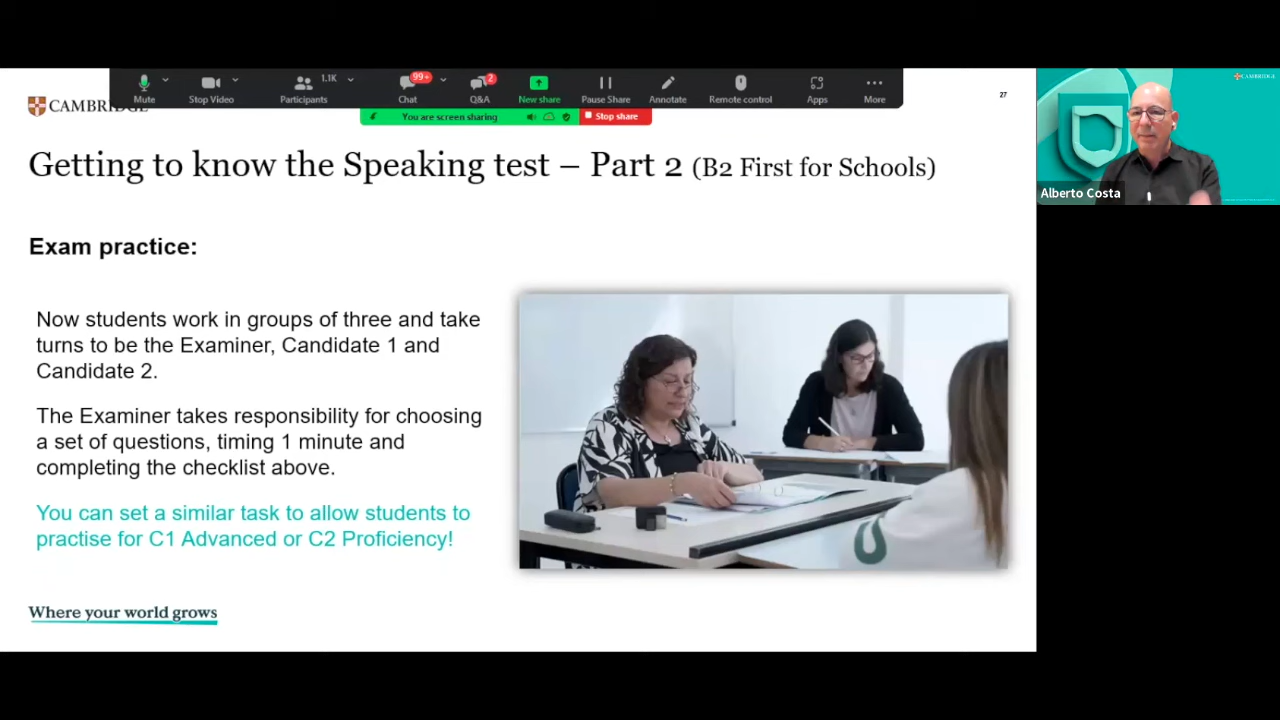 1.1K
99+
2
Mute
Stop Video
Participants
Chat
Q&A
New share
Pause Share
Annotate
Remote control
Apps
More
CAMBRIDGE
You are screen sharing
Stop share
27
CAMBRIDGE
Getting to know the Speaking test – Part 2 (B2 First for Schools)
Alberto Costa
Exam practice:
Now students work in groups of three and take
turns to be the Examiner, Candidate 1 and
Candidate 2.
The Examiner takes responsibility for choosing
a set of questions, timing 1 minute and
completing the checklist above.
You can set a similar task to allow students to
practise for C1 Advanced or C2 Proficiency!
Where your world grows